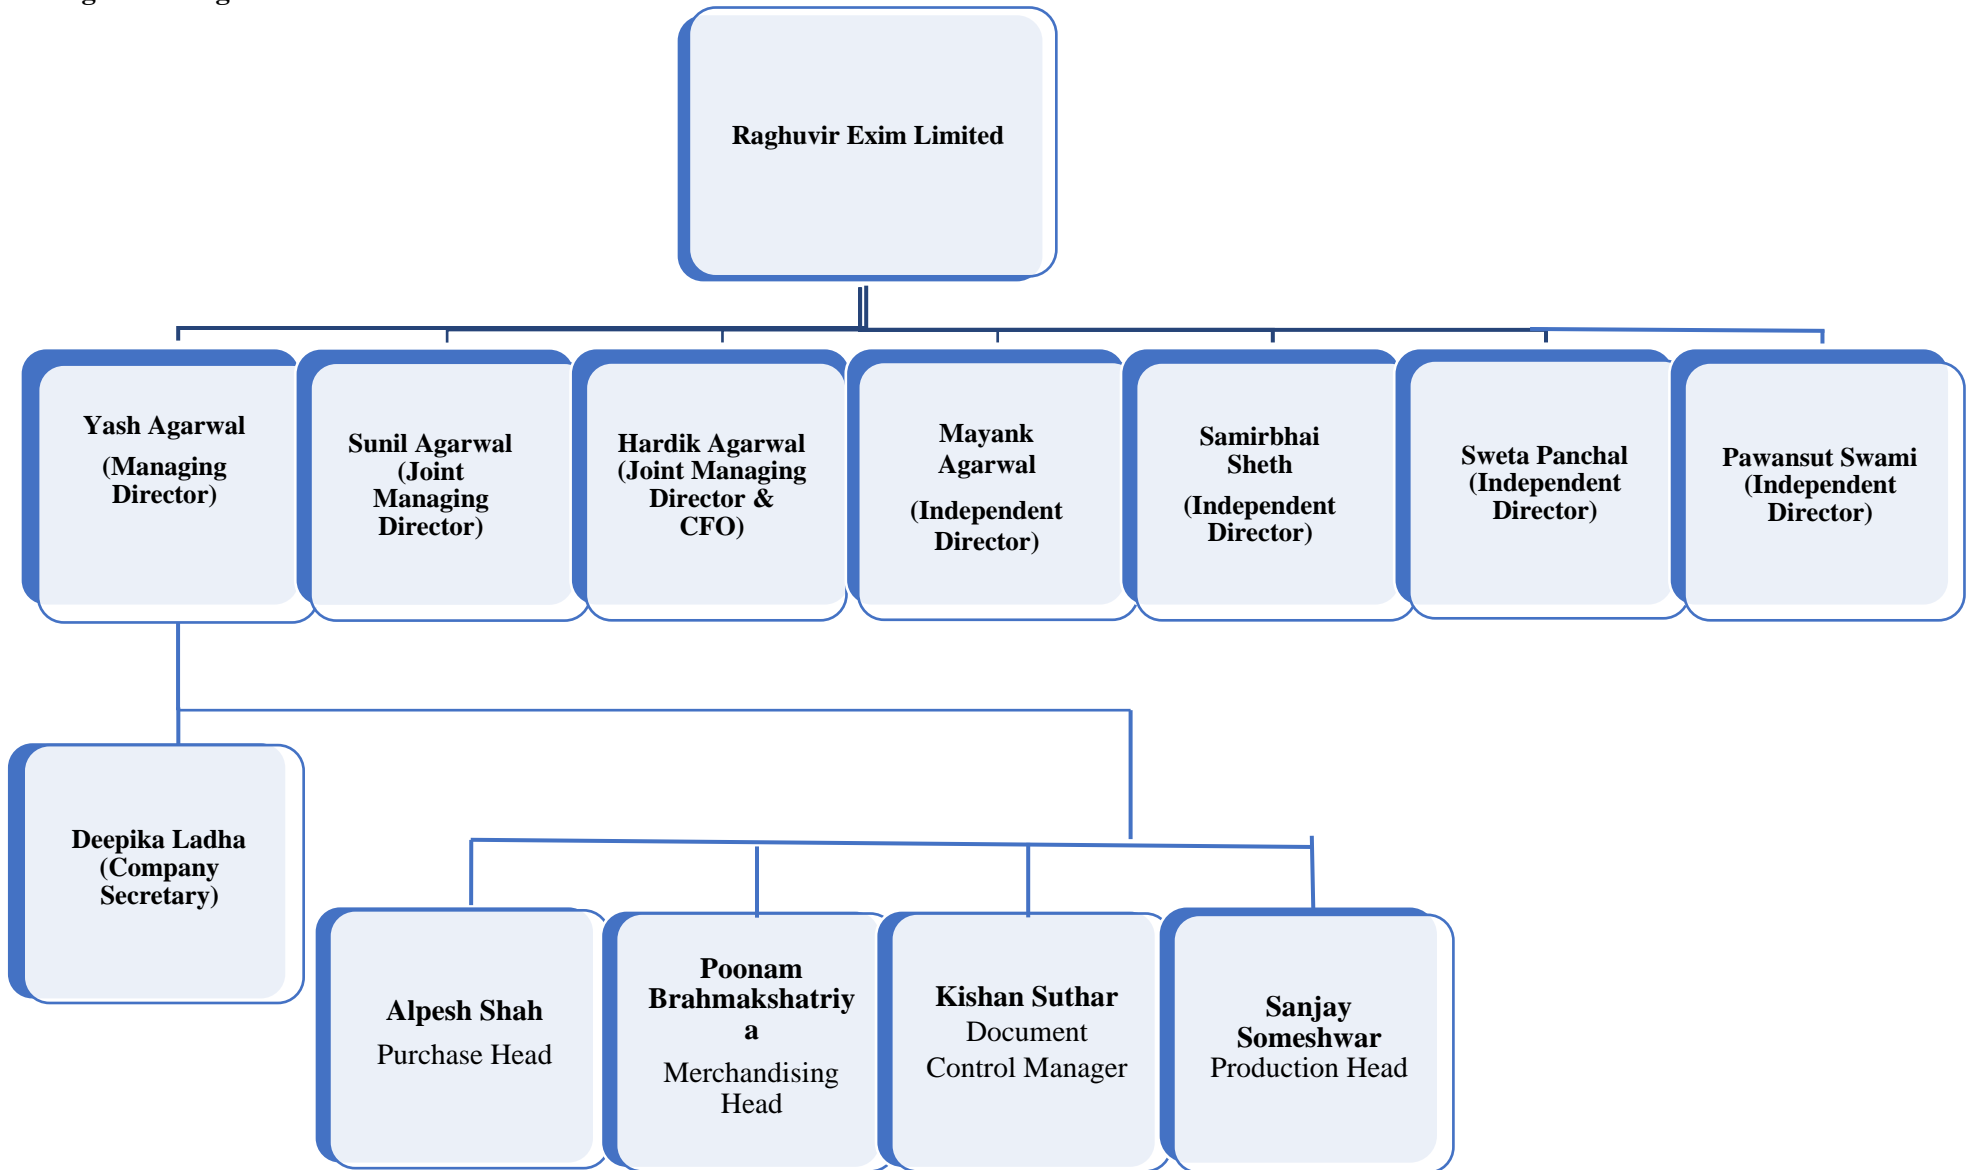 Raghuvir Exim Limited
Yash Agarwal
(Managing
Director)
Sunil Agarwal
(Joint
Managing
Director)
Hardik Agarwal
(Joint Managing
Director &
CFO)
Mayank
Agarwal
(Independent
Director)
Samirbhai
Sheth
(Independent
Director)
Sweta Panchal
(Independent
Director)
Pawansut Swami
(Independent
Director)
Deepika Ladha
(Company
Secretary)
Alpesh Shah
Purchase Head
Poonam
Brahmakshatriy
a
Merchandising
Head
Kishan Suthar
Document
Control Manager
Sanjay
Someshwar
Production Head